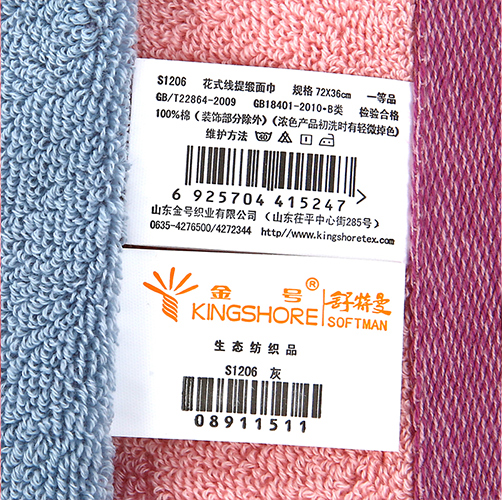 S1206 花式线提缎面巾 规格 72X36cm 一等品
GB/T22864-2009 GB18401-2010·B类 检验合格
100%棉（装饰部分除外）《浓色产品初洗时有轻微掉色》
维护方法
6 925704 415247
山东金号织业有限公司（山东茌平中心街285号）
0635-4276500/4272344 http//www.kingshoretex.com
金号® 舒特曼
KINGSHORE SOFTMAN
生态纺织品
S1206 灰
08911511